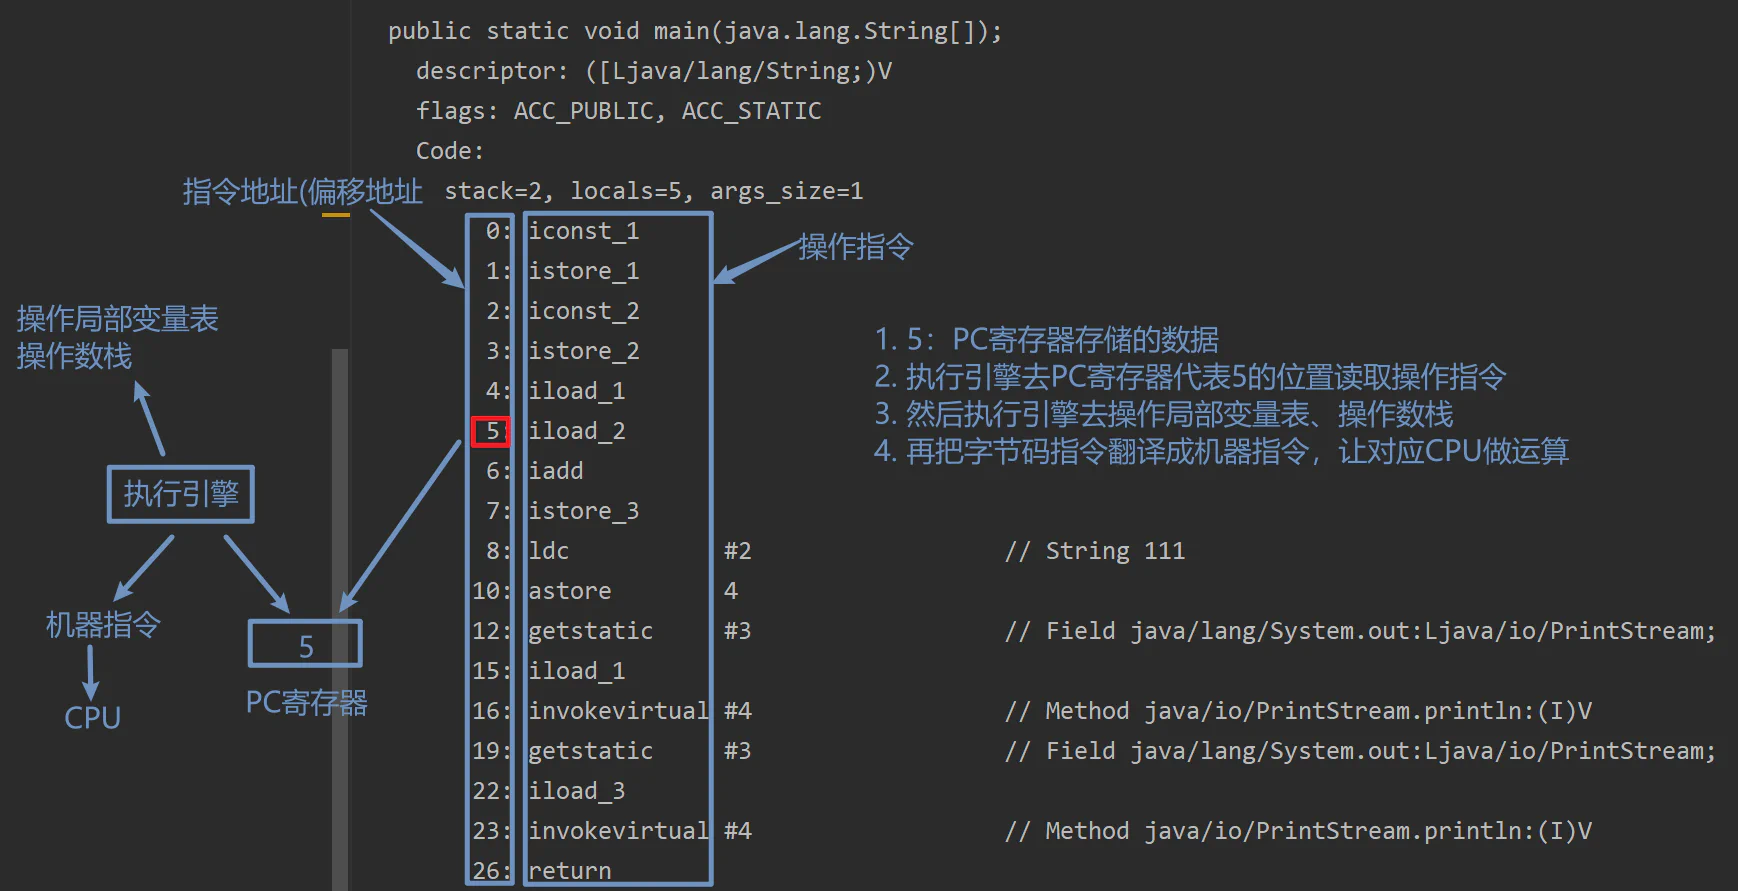 public static void main(java.lang.String[]);
descriptor: ([Ljava/lang/String;)V
flags: ACC_PUBLIC, ACC_STATIC
Code:
指令地址(偏移地址
stack=2, locals=5, args_size=1
0: iconst_1
1: istore_1
2: iconst_2
3: istore_2
4: iload_1
5: iload_2
6: iadd
7: istore_3
8: ldc #2 // String 111
10: astore 4
12: getstatic #3 // Field java/lang/System.out:Ljava/io/PrintStream;
15: iload_1
16: invokevirtual #4 // Method java/io/PrintStream.println:(I)V
19: getstatic #3 // Field java/lang/System.out:Ljava/io/PrintStream;
22: iload_3
23: invokevirtual #4 // Method java/io/PrintStream.println:(I)V
26: return
操作指令
1. 5：PC寄存器存储的数据
2. 执行引擎去PC寄存器代表5的位置读取操作指令
3. 然后执行引擎去操作局部变量表、操作数栈
4. 再把字节码指令翻译成机器指令，让对应CPU做运算
操作局部变量表
操作数栈
执行引擎
机器指令
CPU
5
PC寄存器